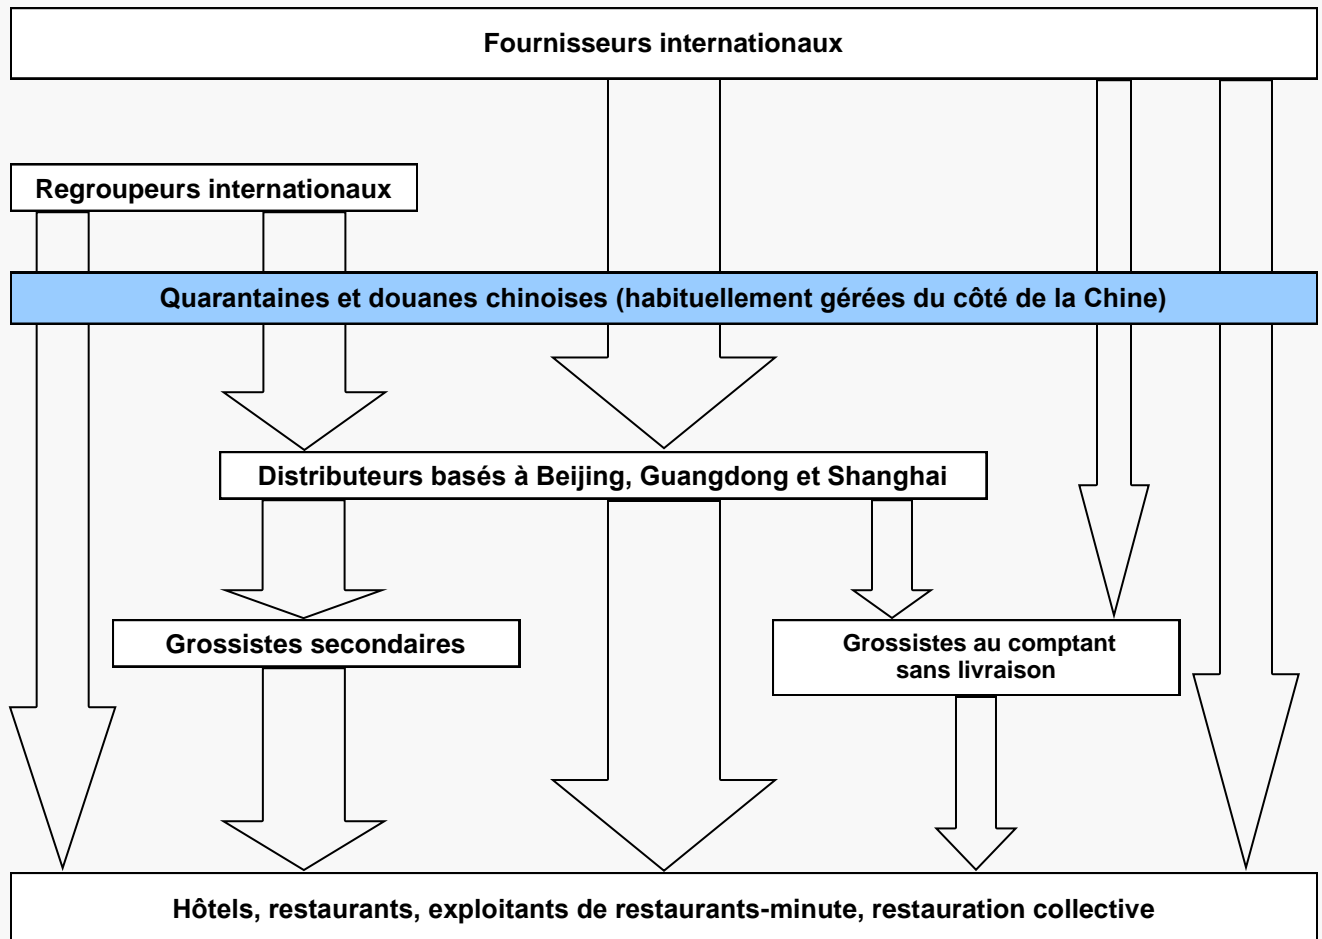 Fournisseurs internationaux
Regroupeurs internationaux
Quarantaines et douanes chinoises (habituellement gérées du côté de la Chine)
Distributeurs basés à Beijing, Guangdong et Shanghai
Grossistes secondaires
Grossistes au comptant
sans livraison
Hôtels, restaurants, exploitants de restaurants-minute, restauration collective